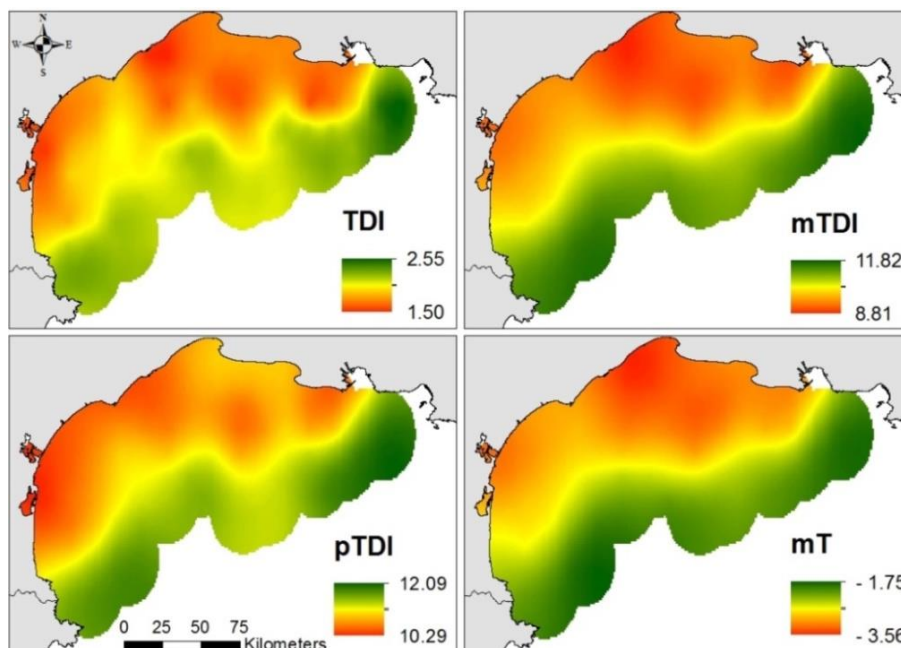 N
W E
S
TDI
2.55
1.50
mTDI
11.82
8.81
pTDI
12.09
10.29
0 25 50 75
Kilometers
mT
- 1.75
- 3.56